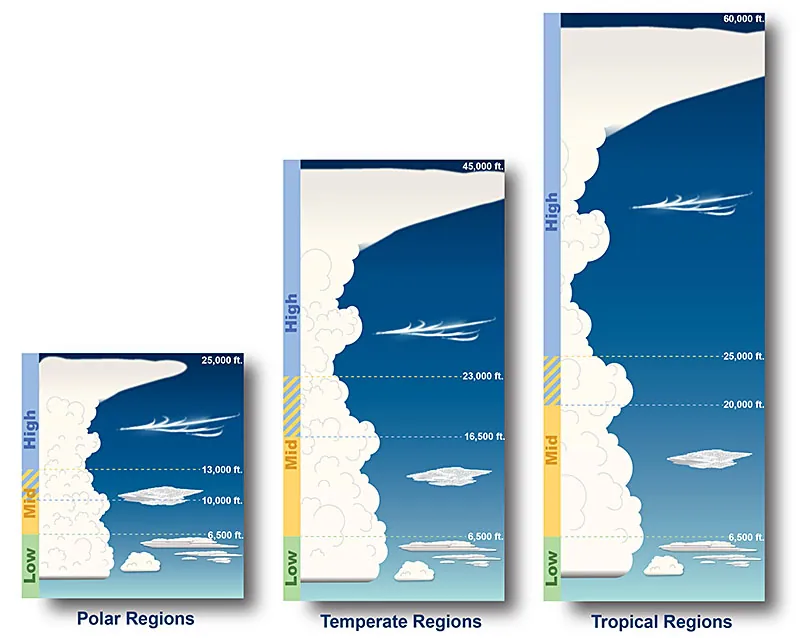 25,000 ft.
High
13,000 ft.
Mid
10,000 ft.
6,500 ft.
Low
Polar Regions
45,000 ft.
High
23,000 ft.
16,500 ft.
Mid
6,500 ft.
Low
Temperate Regions
60,000 ft.
High
25,000 ft.
20,000 ft.
Mid
6,500 ft.
Low
Tropical Regions